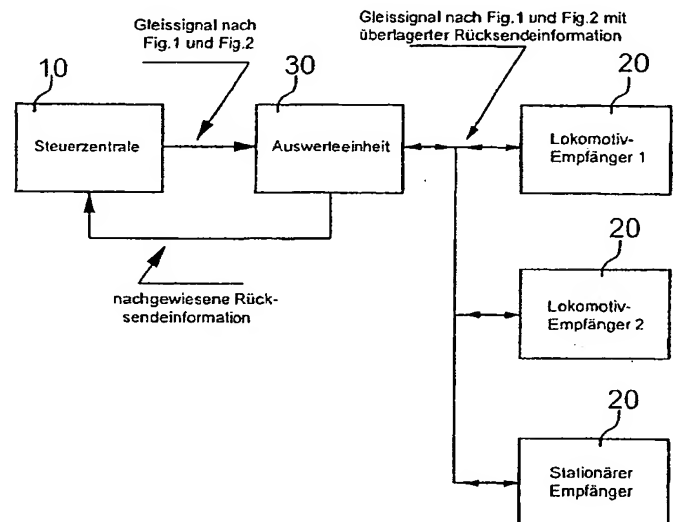 Gleissignal nach
Fig.1 und Fig.2
Gleissignal nach Fig.1 und Fig.2 mit
überlagerter Rücksendeinformation
10
30
20
Steuerzentrale
Auswerteeinheit
Lokomotiv-
Empfänger 1
nachgewiesene Rück-
sendeinformation
20
Lokomotiv-
Empfänger 2
20
Stationärer
Empfänger